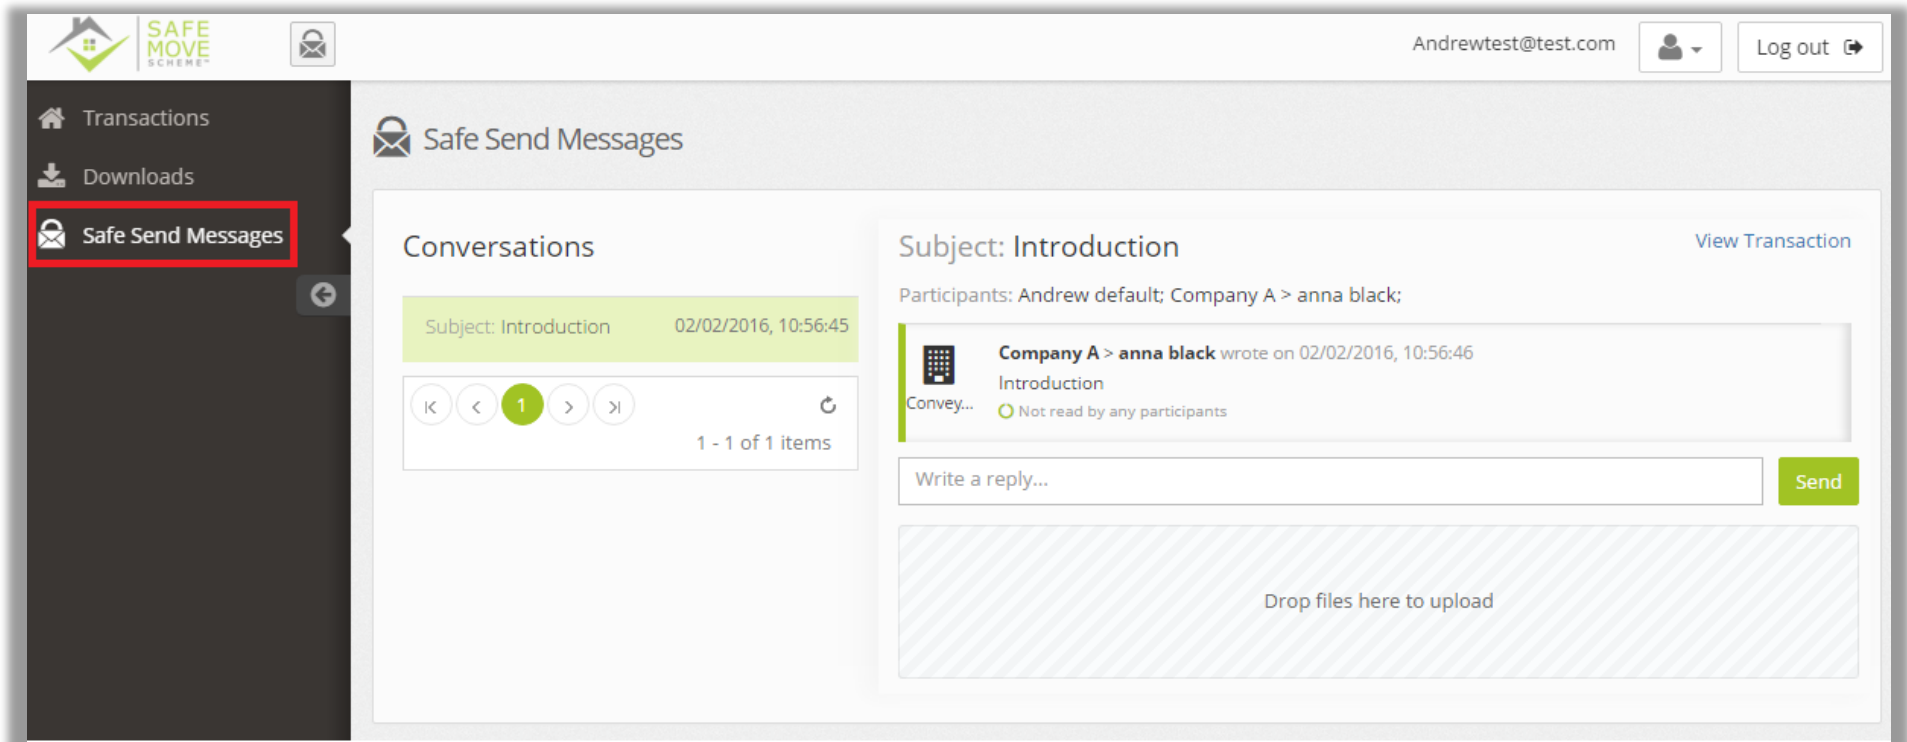 SAFE
MOVE
SCHEME™
Andrewtest@test.com
Log out
Transactions
Downloads
Safe Send Messages
Safe Send Messages
Conversations
Subject: Introduction 02/02/2016, 10:56:45
1
1 - 1 of 1 items
Subject: Introduction
View Transaction
Participants: Andrew default; Company A > anna black;
Company A > anna black wrote on 02/02/2016, 10:56:46
Introduction
Convey...
Not read by any participants
Write a reply...
Send
Drop files here to upload